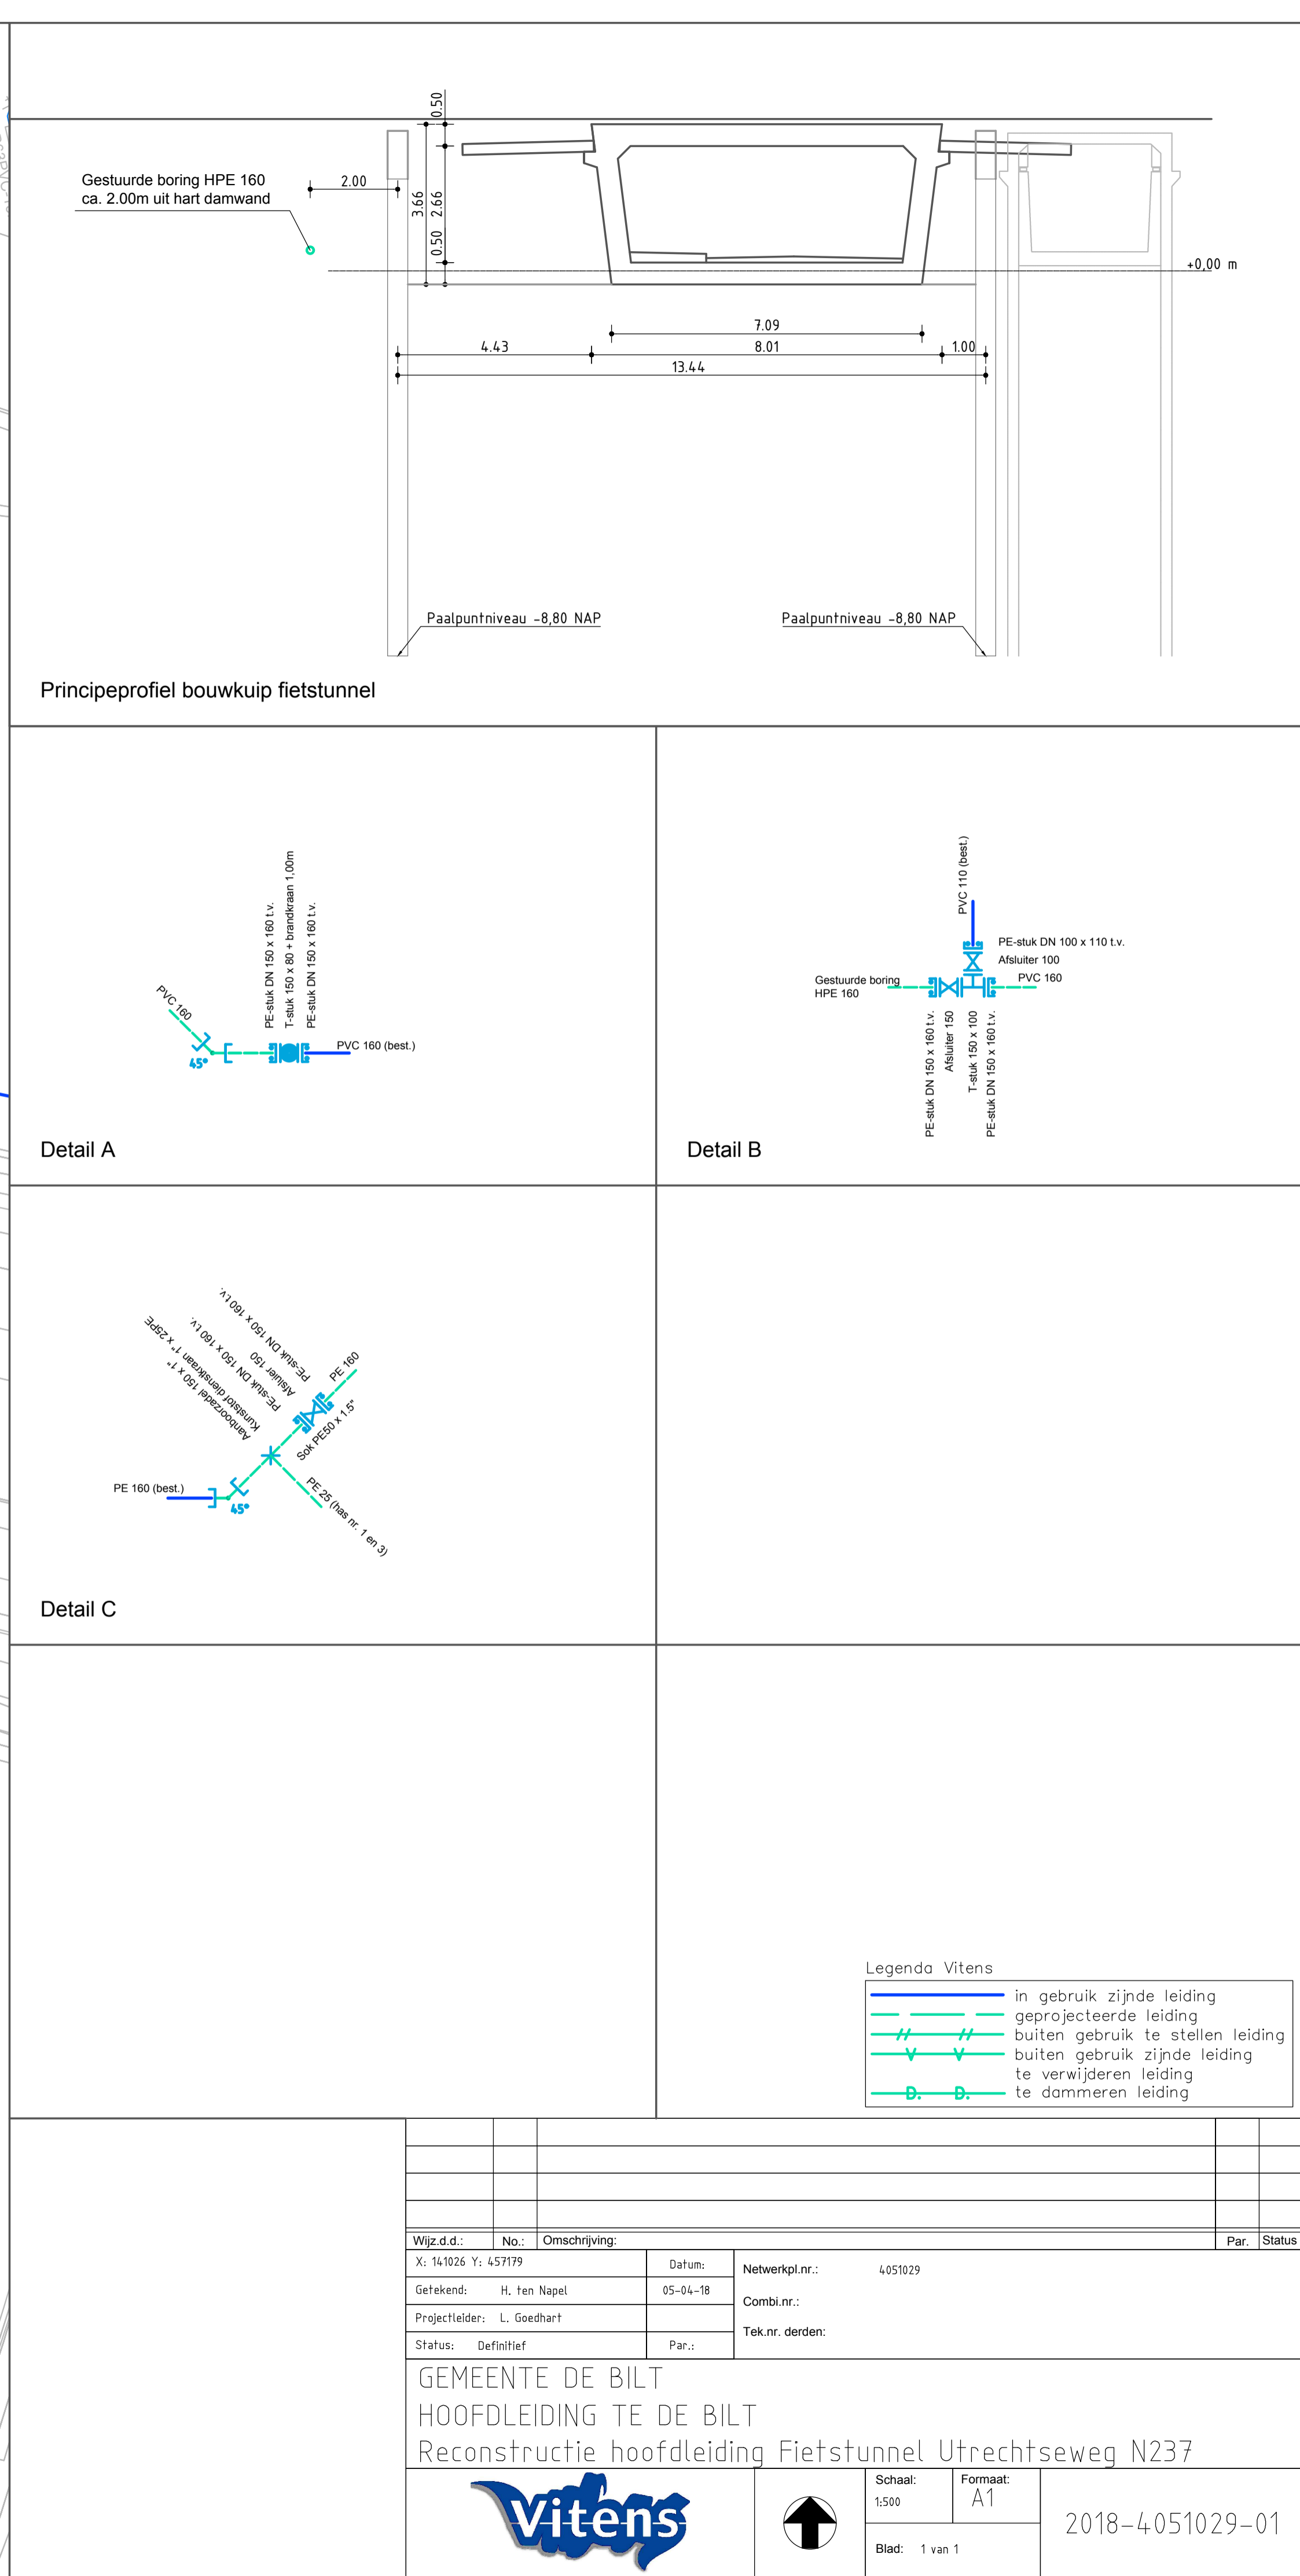 0.50
Gestuurde boring HPE 160
ca. 2.00m uit hart damwand
2.00
3.66
2.66
0.50
+0,00 m
7.09
4.43
8.01
1.00
13.44
Paalpuntniveau -8,80 NAP
Paalpuntniveau -8,80 NAP
Principeprofiel bouwkuip fietstunnel
PE-stuk DN 150 x 160 t.v.
T-stuk 150 x 80 + brandkraan 1,00m
PE-stuk DN 150 x 160 t.v.
PVC 160
45°
PVC 160 (best.)
Detail A
PVC 110 (best.)
PE-stuk DN 100 x 110 t.v.
Afsluiter 100
PVC 160
Gestuurde boring
HPE 160
PE-stuk DN 150 x 160 t.v.
Afsluiter 150
T-stuk 150 x 100
PE-stuk DN 150 x 160 t.v.
Detail B
PE-stuk DN 150 x 160 t.v.
Afsluiter 150
PE-stuk DN 150 x 160 t.v.
Kunststof dienstkraan 1" x 25PE
Aanboorzadel 150 x 1"
PE 160
Sok PE50 x 1.5"
PE 160 (best.)
45°
PE 25 (has nr. 1 en 3)
Detail C
Legenda Vitens
in gebruik zijnde leiding
geprojecteerde leiding
buiten gebruik te stellen leiding
buiten gebruik zijnde leiding
te verwijderen leiding
D. D. te dammeren leiding
Wijz.d.d.: No.: Omschrijving: Par. Status
X: 141026 Y: 457179 Datum:
Netwerkpl.nr.: 4051029
Getekend: H. ten Napel 05-04-18
Combi.nr.:
Projectleider: L. Goedhart
Tek.nr. derden:
Status: Definitief Par.:
GEMEENTE DE BILT
HOOFDLEIDING TE DE BILT
Reconstructie hoofdleiding Fietstunnel Utrechtseweg N237
Vitens
Schaal:
1:500
Formaat:
A1
Blad: 1 van 1
2018-4051029-01